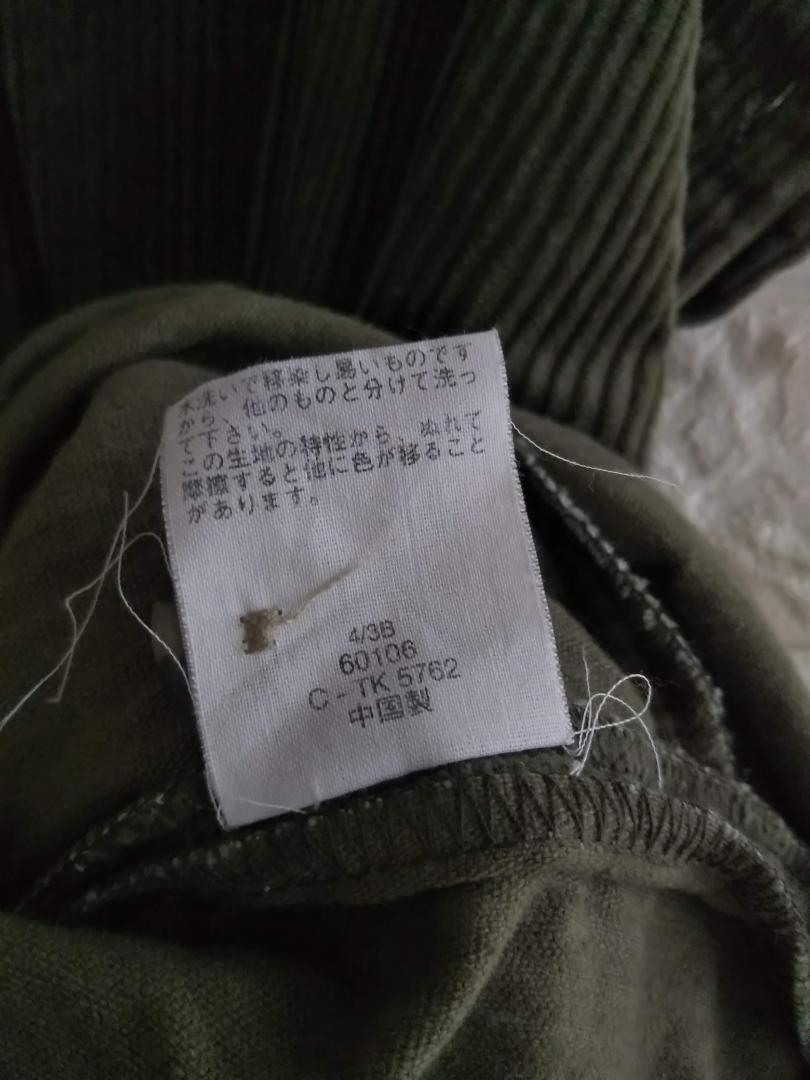 水洗いで移染し易いものです
から、他のものと分けて洗っ
て下さい。
この生地の特性から、ぬれて
摩擦すると他に色が移ること
があります。
4/3B
60106
C - TK 5762
中国製